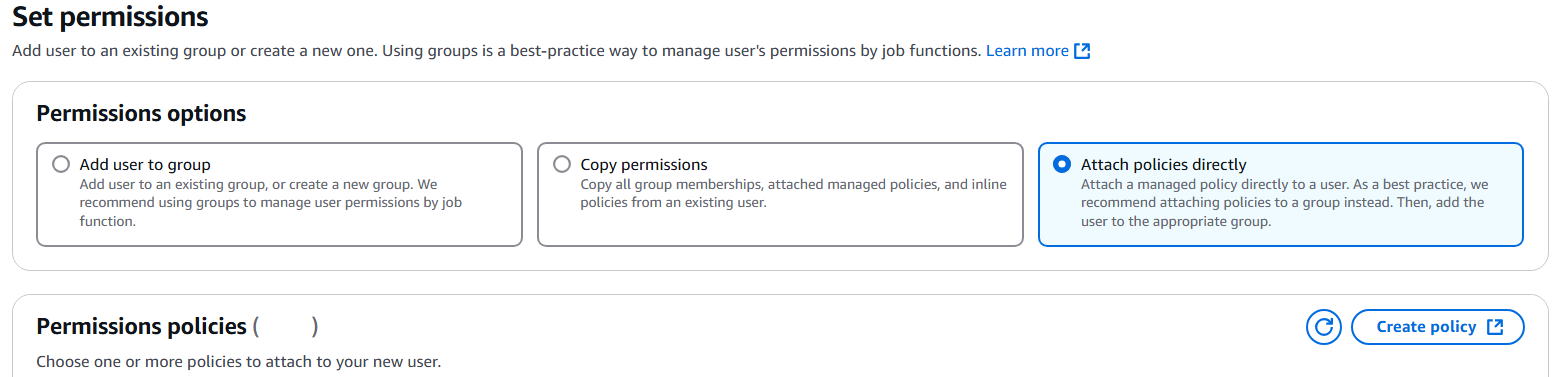 Set permissions
Add user to an existing group or create a new one. Using groups is a best-practice way to manage user's permissions by job functions. Learn more
Permissions options
Add user to group
Add user to an existing group, or create a new group. We
recommend using groups to manage user permissions by job
function.
Copy permissions
Copy all group memberships, attached managed policies, and inline
policies from an existing user.
Attach policies directly
Attach a managed policy directly to a user. As a best practice, we
recommend attaching policies to a group instead. Then, add the
user to the appropriate group.
Permissions policies ( )
Create policy
Choose one or more policies to attach to your new user.